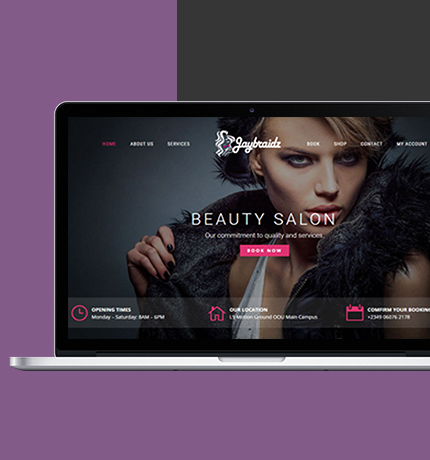 HOME ABOUT US SERVICES Jaybraidz BOOK SHOP CONTACT MY ACCOUNT
BEAUTY SALON
Our commitment to quality and services.
BOOK NOW
OPENING TIMES
Monday – Saturday: 8AM – 6PM
OUR LOCATION
Motion Ground OOU Main Campus
CONFIRM YOUR BOOKING
+2349 06076 2178